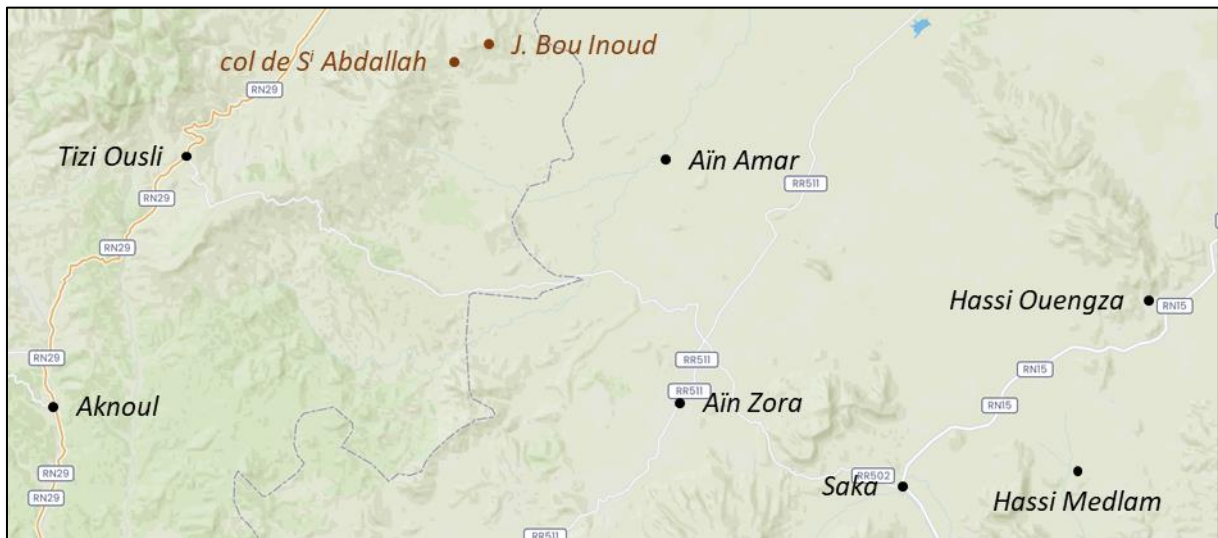 J. Bou Inoud
col de Sⁱ Abdallah
RN29
Tizi Ousli
Aïn Amar
RR511
RN29
RN29
Hassi Ouengza
RN15
RN29
RR511
RN15
RR511
Aknoul
Aïn Zora
RN15
RN29
RR502
Saka
Hassi Medlam
RN29
RR511